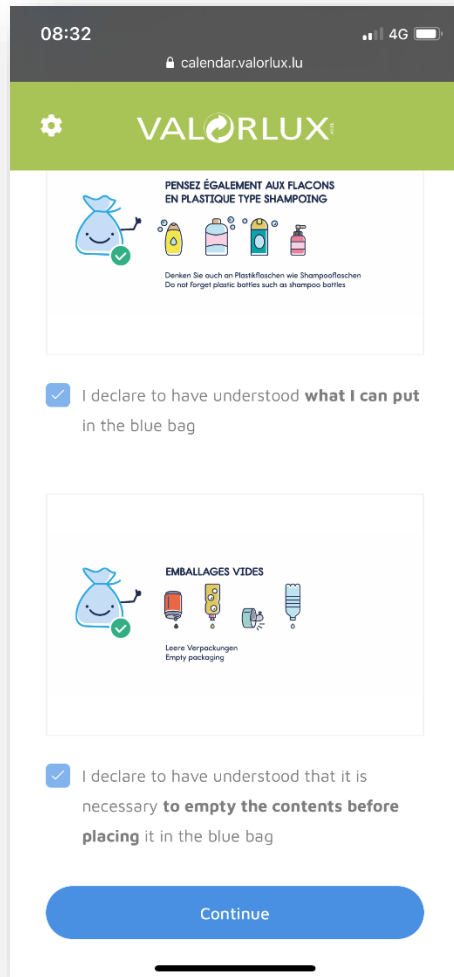 08:32
4G
calendar.valorlux.lu
VALORLUX
PENSEZ ÉGALEMENT AUX FLACONS
EN PLASTIQUE TYPE SHAMPOING
Denken Sie auch an Plastikflaschen wie Shampooflaschen
Do not forget plastic bottles such as shampoo bottles
I declare to have understood what I can put
in the blue bag
EMBALLAGES VIDES
Leere Verpackungen
Empty packaging
I declare to have understood that it is
necessary to empty the contents before
placing it in the blue bag
Continue